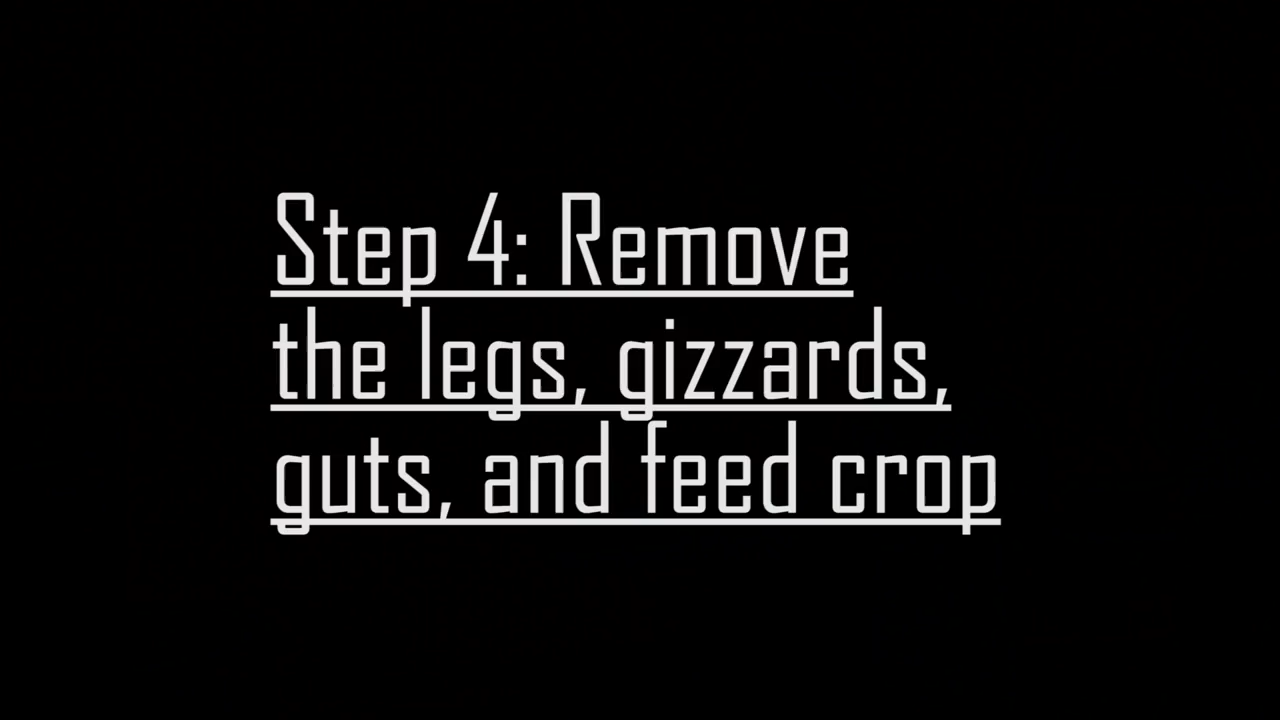 Step 4: Remove
the legs, gizzards,
guts, and feed crop